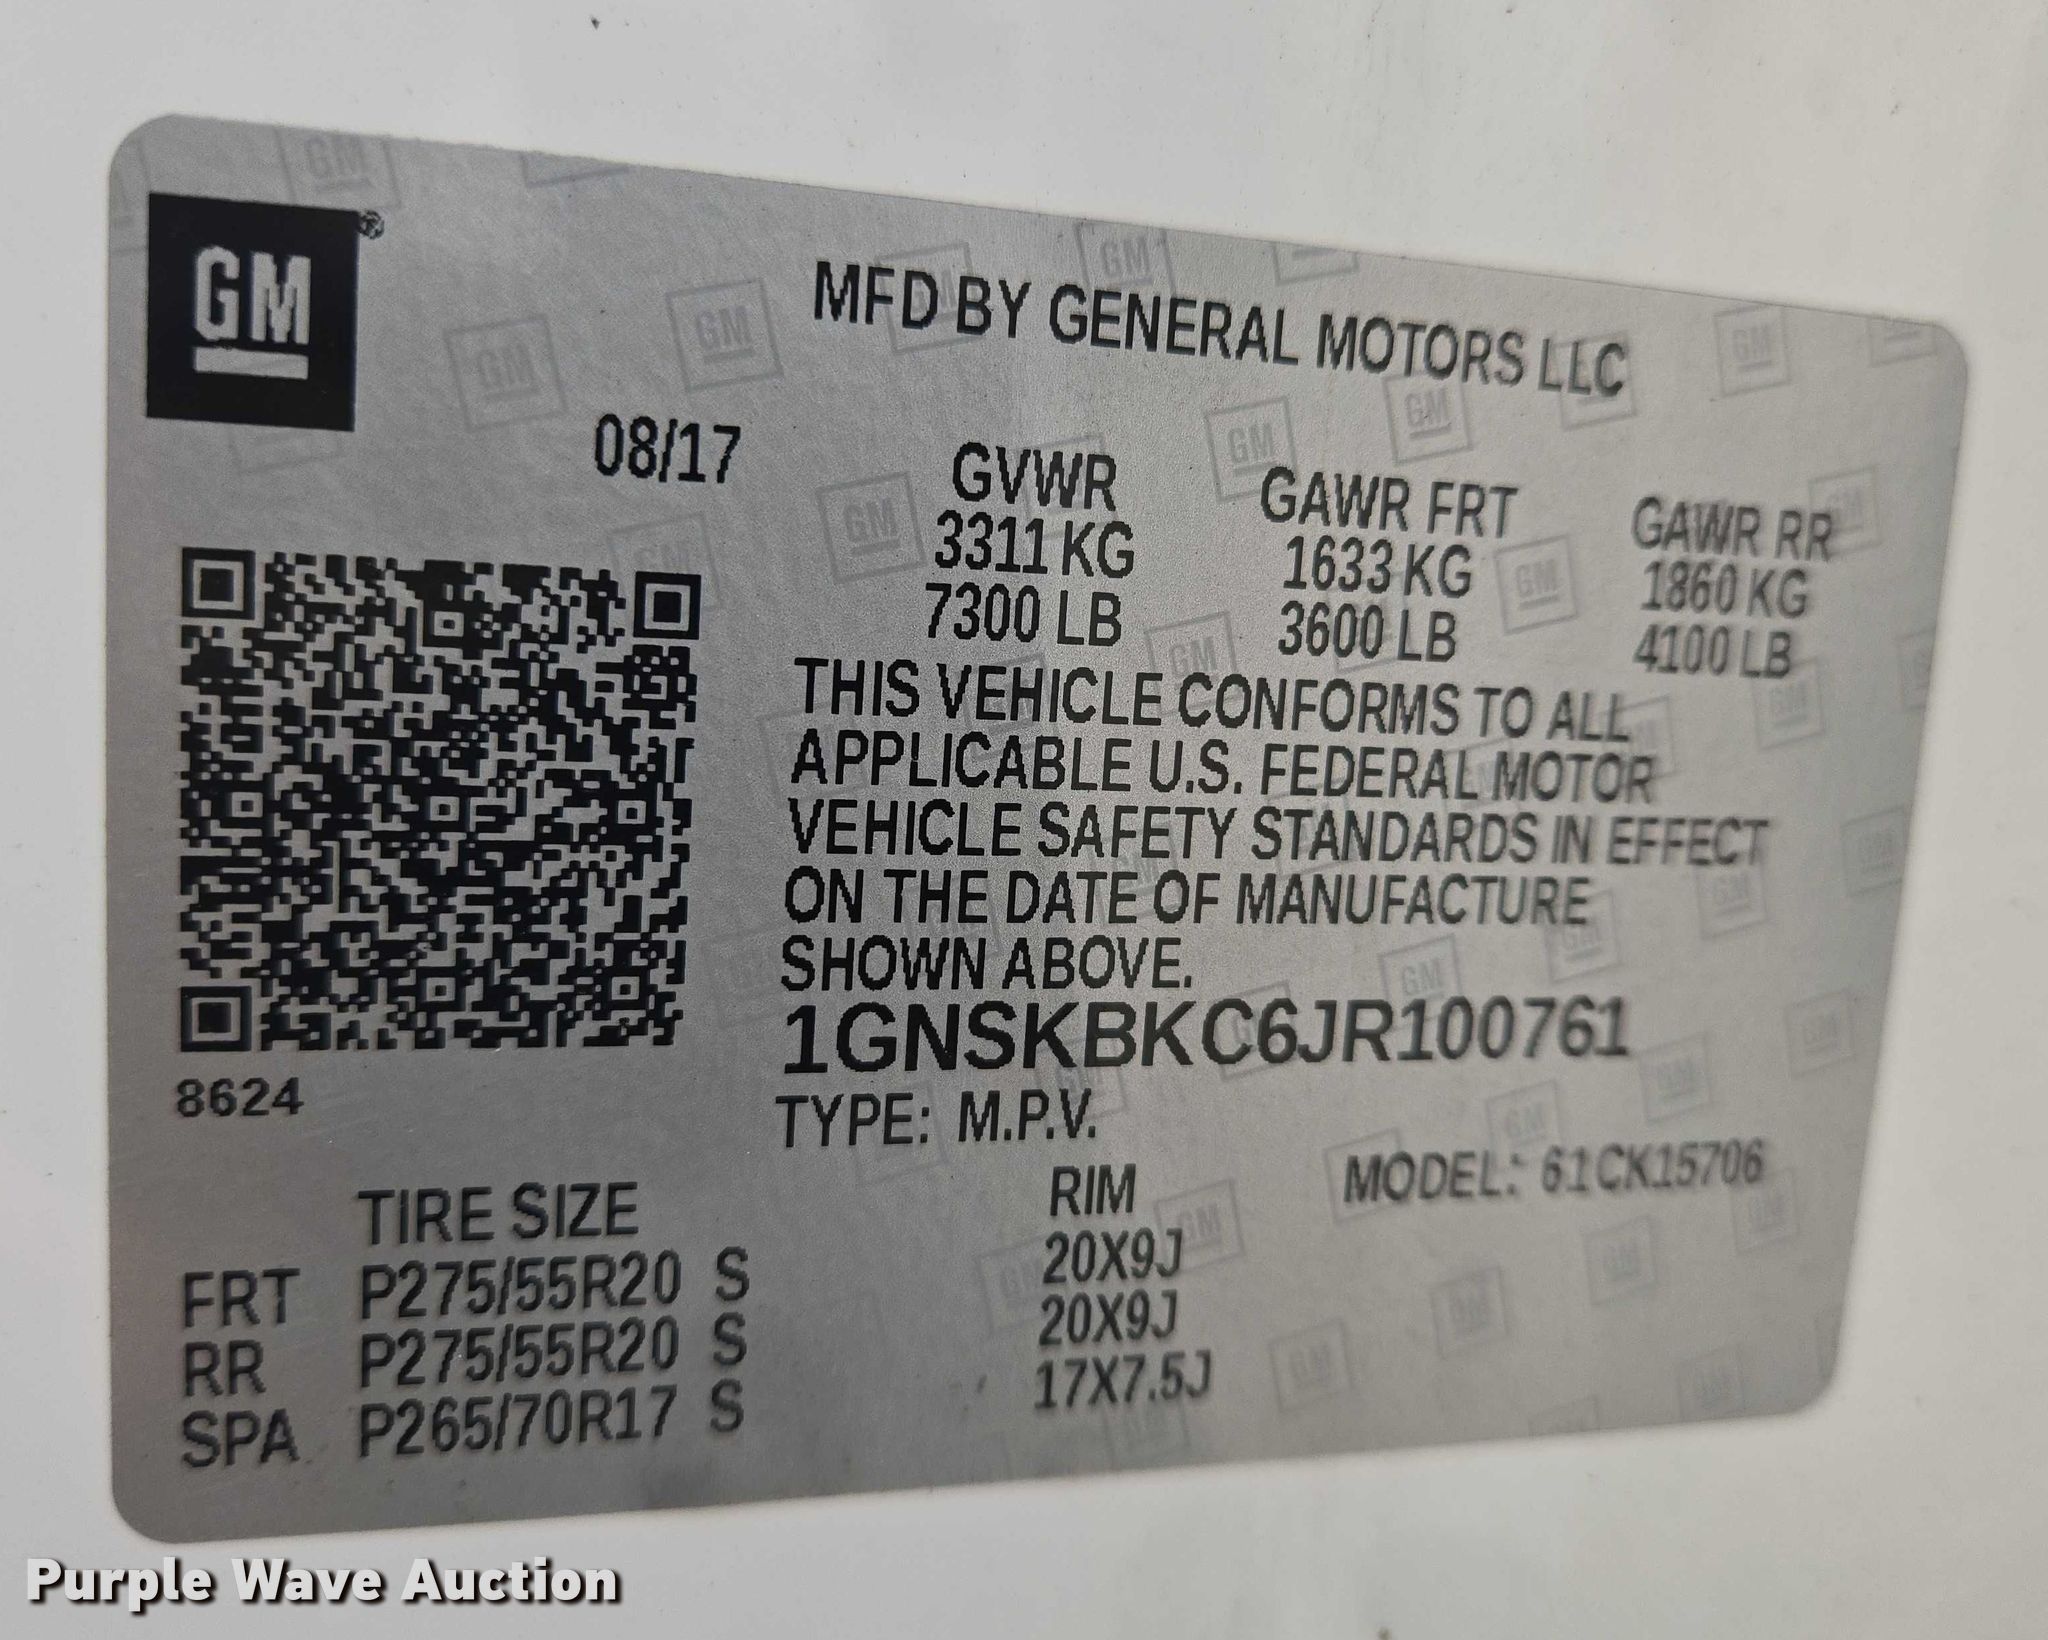 GM®
MFD BY GENERAL MOTORS LLC
08/17
GVWR GAWR FRT GAWR RR
3311 KG 1633 KG 1860 KG
7300 LB 3600 LB 4100 LB
THIS VEHICLE CONFORMS TO ALL
APPLICABLE U.S. FEDERAL MOTOR
VEHICLE SAFETY STANDARDS IN EFFECT
ON THE DATE OF MANUFACTURE
SHOWN ABOVE.
1GNSKBKC6JR100761
8624
TYPE: M.P.V.
MODEL: 61CK15706
TIRE SIZE RIM
FRT P275/55R20 S 20X9J
RR P275/55R20 S 20X9J
SPA P265/70R17 S 17X7.5J
Purple Wave Auction